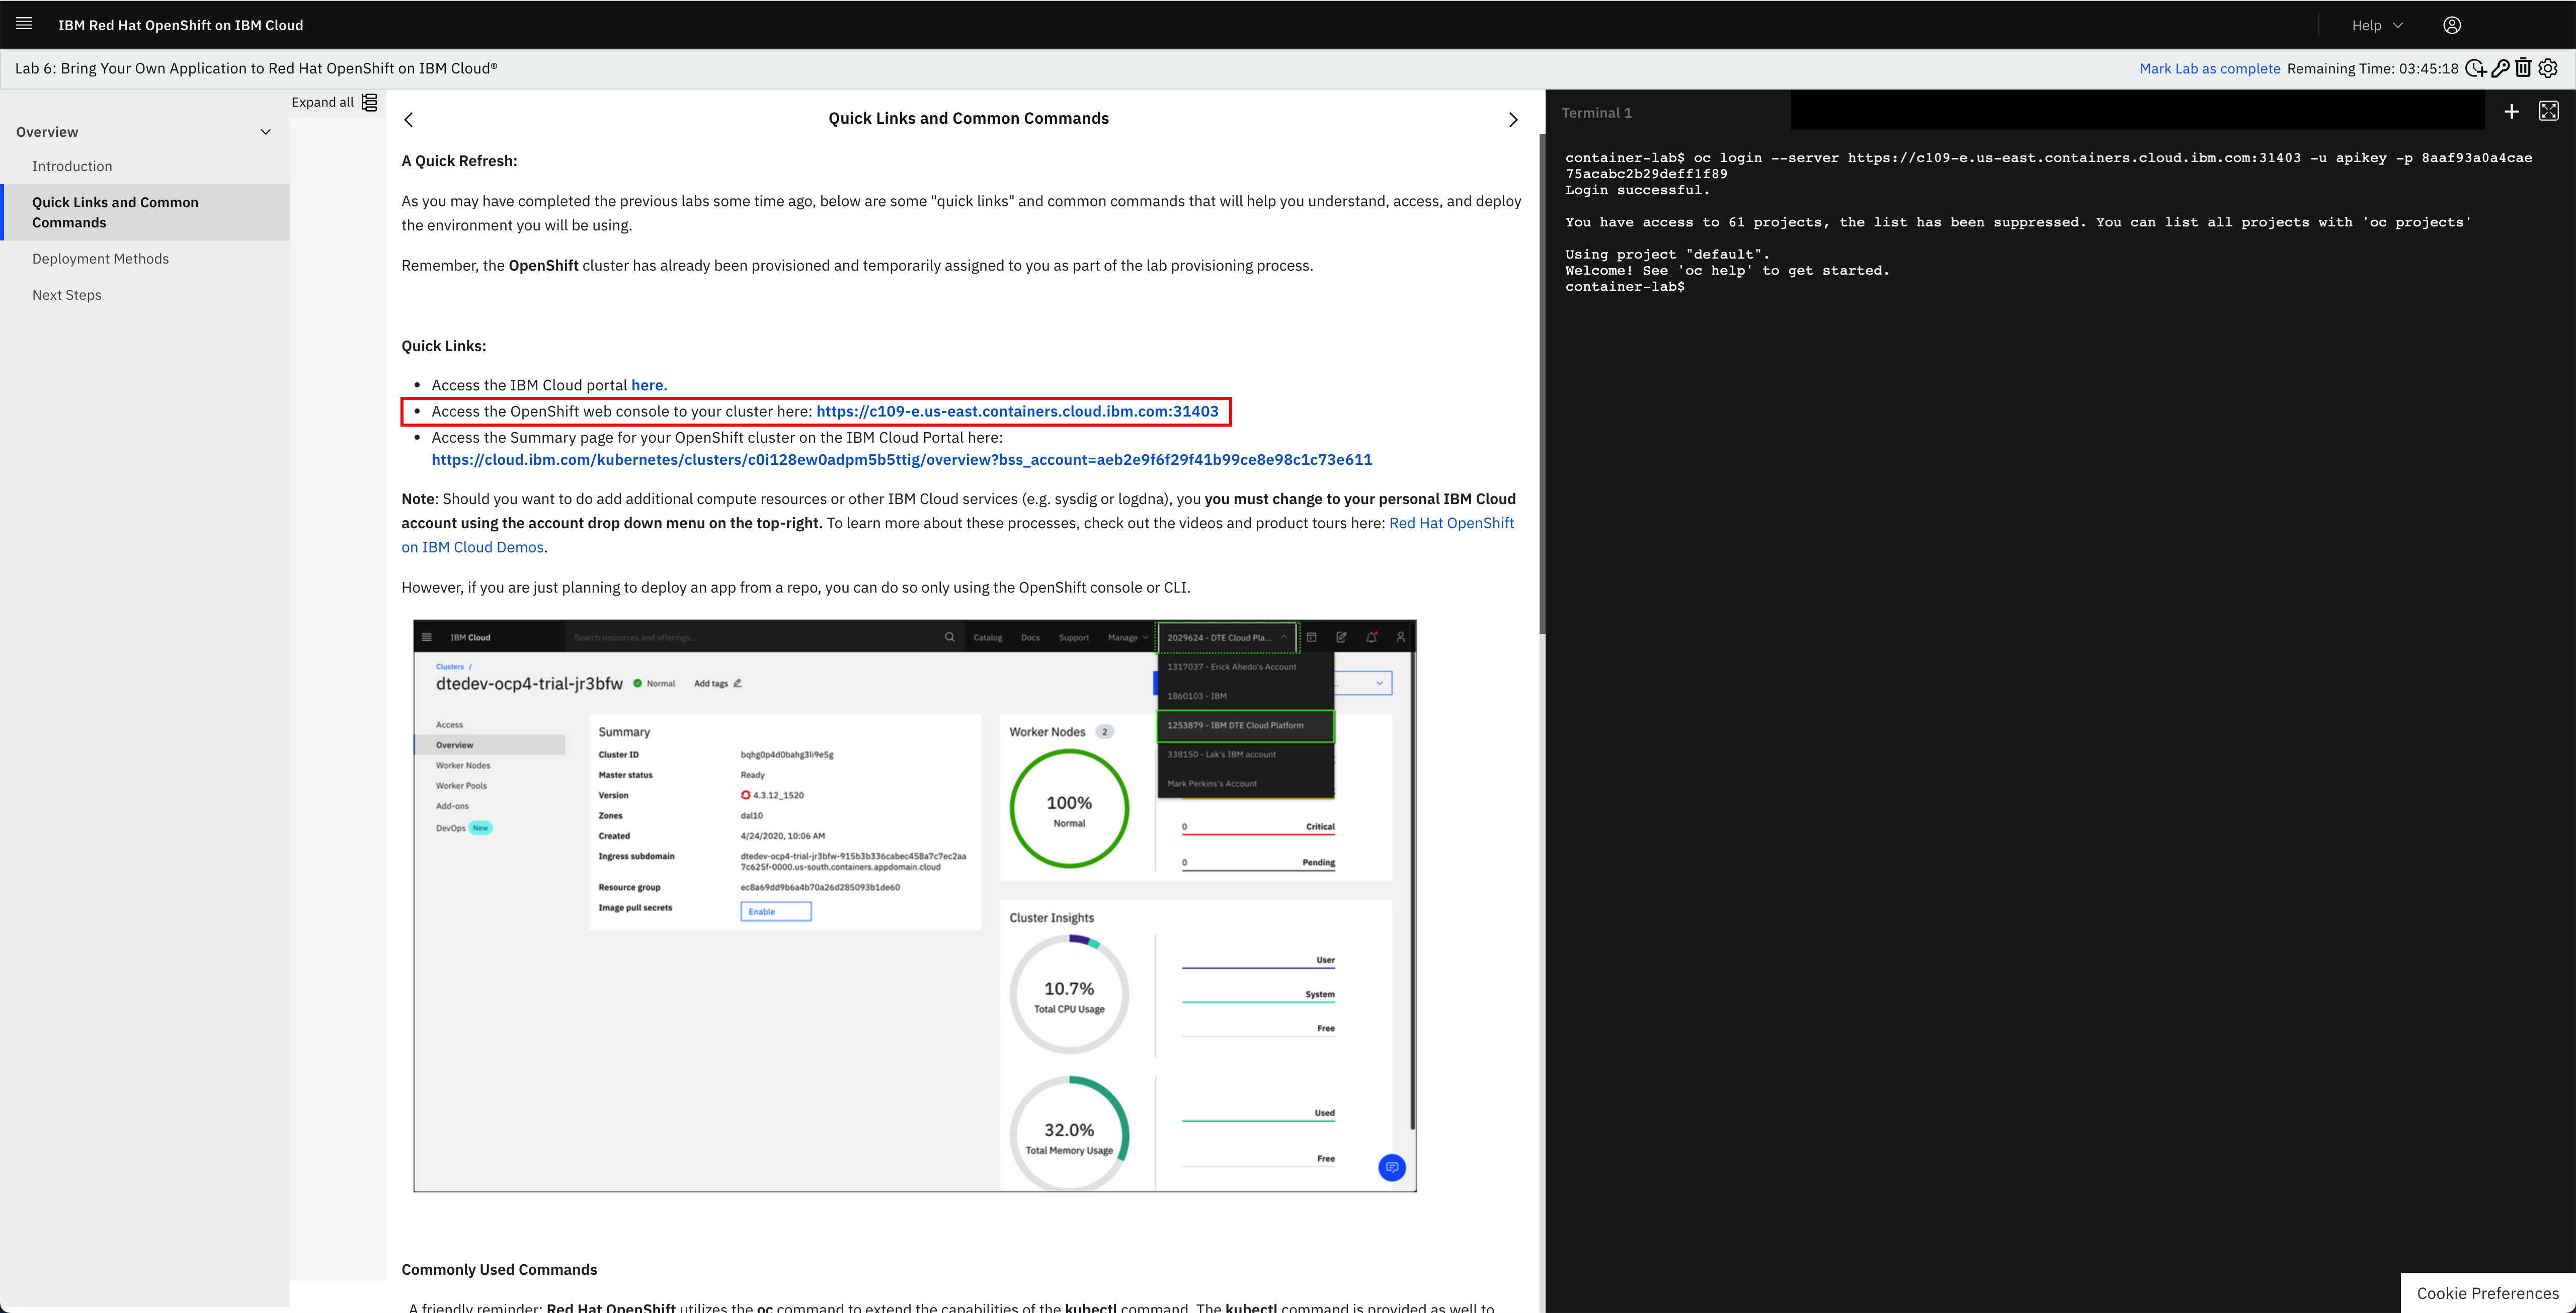 IBM Red Hat OpenShift on IBM Cloud
Help
Lab 6: Bring Your Own Application to Red Hat OpenShift on IBM Cloud®
Mark Lab as complete Remaining Time: 03:45:18
Expand all
Overview
Introduction
Quick Links and Common
Commands
Deployment Methods
Next Steps
Quick Links and Common Commands
A Quick Refresh:
As you may have completed the previous labs some time ago, below are some "quick links" and common commands that will help you understand, access, and deploy
the environment you will be using.
Remember, the OpenShift cluster has already been provisioned and temporarily assigned to you as part of the lab provisioning process.
Quick Links:
• Access the IBM Cloud portal here.
• Access the OpenShift web console to your cluster here: https://c109-e.us-east.containers.cloud.ibm.com:31403
• Access the Summary page for your OpenShift cluster on the IBM Cloud Portal here:
https://cloud.ibm.com/kubernetes/clusters/c0i128ew0adpm5b5ttig/overview?bss_account=aeb2e9f6f29f41b99ce8e98c1c73e611
Note: Should you want to do add additional compute resources or other IBM Cloud services (e.g. sysdig or logdna), you you must change to your personal IBM Cloud
account using the account drop down menu on the top-right. To learn more about these processes, check out the videos and product tours here: Red Hat OpenShift
on IBM Cloud Demos.
However, if you are just planning to deploy an app from a repo, you can do so only using the OpenShift console or CLI.
IBM Cloud
Search resources and offerings...
Catalog Docs Support Manage
2029624 - DTE Cloud Pla...
1317037 - Erick Ahedo's Account
1860103 - IBM
1253879 - IBM DTE Cloud Platform
338150 - Lak's IBM account
Mark Perkins's Account
Clusters /
dtedev-ocp4-trial-jr3bfw
Normal
Add tags
Access
Overview
Worker Nodes
Worker Pools
Add-ons
DevOps New
Summary
Cluster ID bqhg0p4d0bahg3li9e5g
Master status Ready
Version 4.3.12_1520
Zones dal10
Created 4/24/2020, 10:06 AM
Ingress subdomain dtedev-ocp4-trial-jr3bfw-915b3b336cabec458a7c7ec2aa
7c625f-0000.us-south.containers.appdomain.cloud
Resource group ec8a69dd9b6a4b70a26d285093b1de60
Image pull secrets Enable
Worker Nodes 2
100%
Normal
0 Critical
0 Pending
Cluster Insights
10.7%
Total CPU Usage
User
System
Free
32.0%
Total Memory Usage
Used
Free
Commonly Used Commands
A friendly reminder: Red Hat OpenShift utilizes the oc command to extend the capabilities of the kubectl command. The kubectl command is provided as well to
Terminal 1
container-lab$ oc login --server https://c109-e.us-east.containers.cloud.ibm.com:31403 -u apikey -p 8aaf93a0a4cae
75acabc2b29deff1f89
Login successful.
You have access to 61 projects, the list has been suppressed. You can list all projects with 'oc projects'
Using project "default".
Welcome! See 'oc help' to get started.
container-lab$
Cookie Preferences